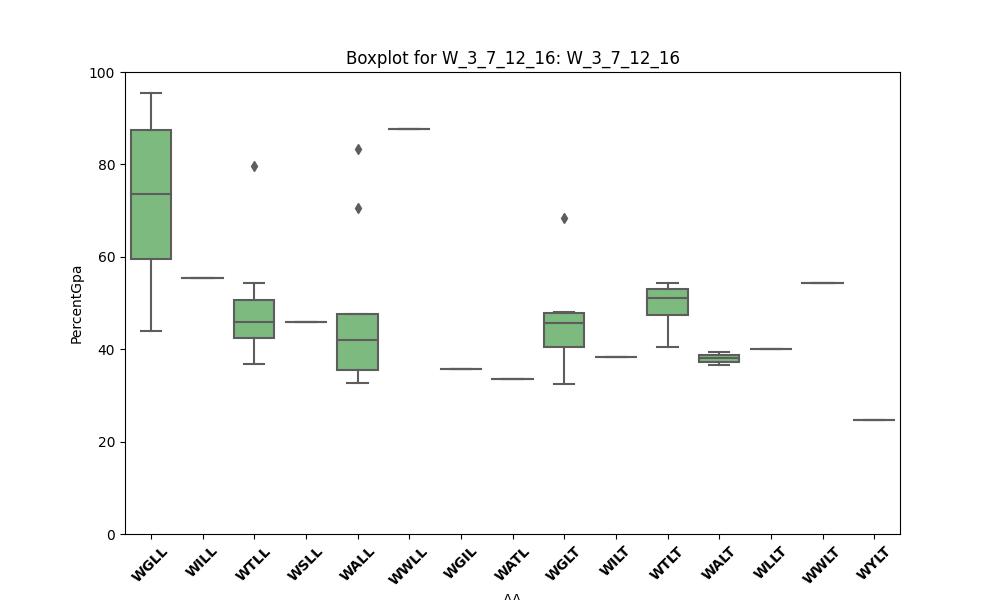 Boxplot for W_3_7_12_16: W_3_7_12_16
PercentGpa
100
80
60
40
20
0
WGLL
WILL
WTLL
WSLL
WALL
WWLL
WGIL
WATL
WGLT
WILT
WTLT
WALT
WLLT
WWLT
WYLT
AA